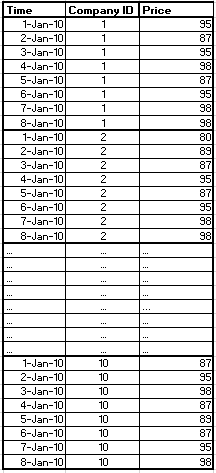 Time Company ID Price
1-Jan-10 1 95
2-Jan-10 1 87
3-Jan-10 1 95
4-Jan-10 1 98
5-Jan-10 1 87
6-Jan-10 1 95
7-Jan-10 1 98
8-Jan-10 1 98
1-Jan-10 2 80
2-Jan-10 2 89
3-Jan-10 2 87
4-Jan-10 2 95
5-Jan-10 2 87
6-Jan-10 2 95
7-Jan-10 2 98
8-Jan-10 2 98
... ... ...
... ... ...
... ... ...
... ... ...
... ... ...
... ... ...
... ... ...
... ... ...
1-Jan-10 10 87
2-Jan-10 10 95
3-Jan-10 10 98
4-Jan-10 10 87
5-Jan-10 10 89
6-Jan-10 10 87
7-Jan-10 10 95
8-Jan-10 10 98